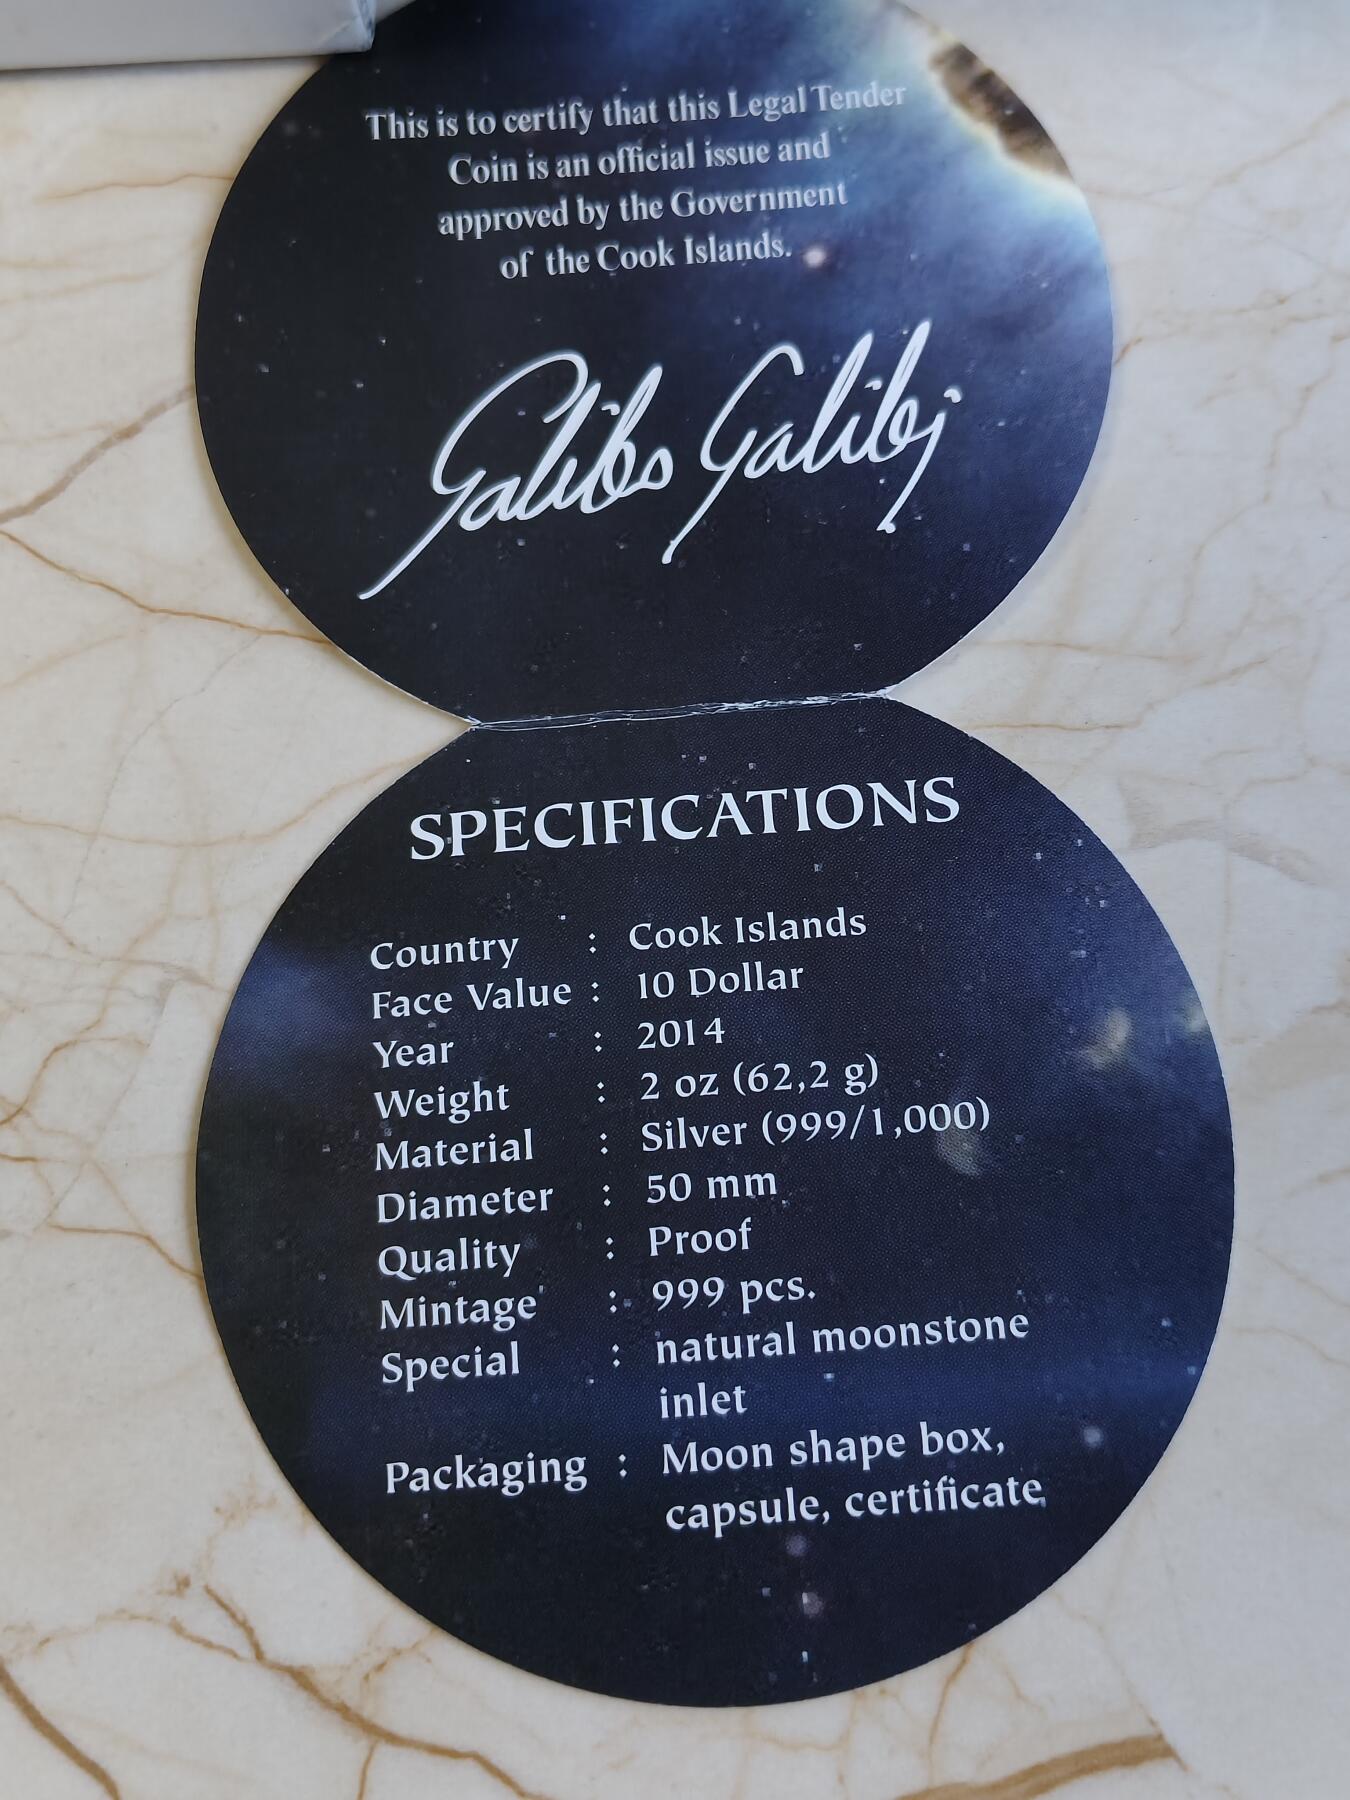 This is to certify that this Legal Tender
Coin is an official issue and
approved by the Government
of the Cook Islands.
Galileo Galilej
SPECIFICATIONS
Country : Cook Islands
Face Value : 10 Dollar
Year : 2014
Weight : 2 oz (62,2 g)
Material : Silver (999/1,000)
Diameter : 50 mm
Quality : Proof
Mintage : 999 pcs.
Special : natural moonstone
inlet
Packaging : Moon shape box,
capsule, certificate